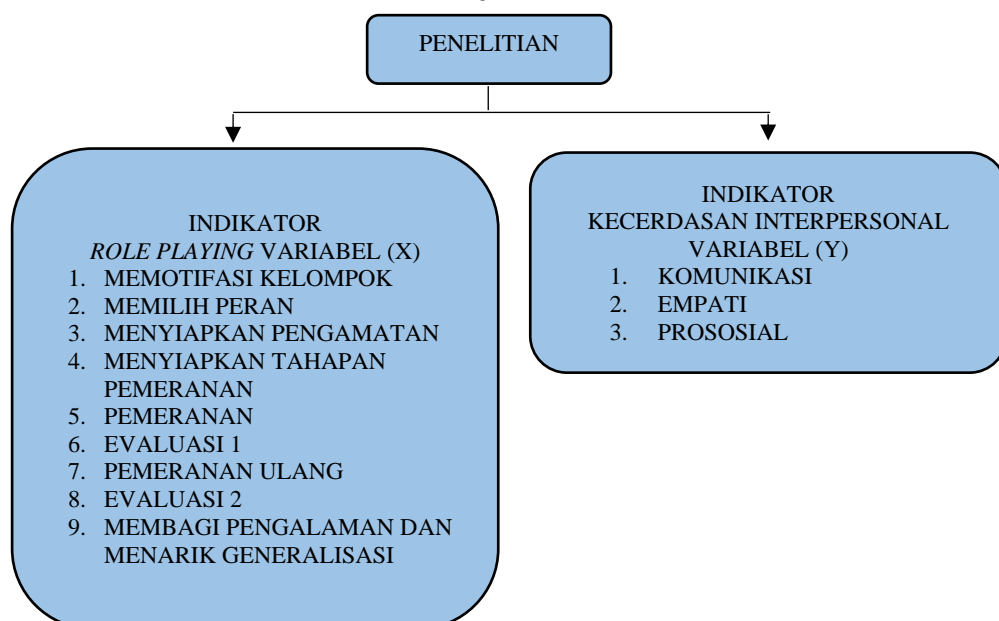 PENELITIAN
INDIKATOR
ROLE PLAYING VARIABEL (X)
1. MEMOTIFASI KELOMPOK
2. MEMILIH PERAN
3. MENYIAPKAN PENGAMATAN
4. MENYIAPKAN TAHAPAN
PEMERANAN
5. PEMERANAN
6. EVALUASI 1
7. PEMERANAN ULANG
8. EVALUASI 2
9. MEMBAGI PENGALAMAN DAN
MENARIK GENERALISASI
INDIKATOR
KECERDASAN INTERPERSONAL
VARIABEL (Y)
1. KOMUNIKASI
2. EMPATI
3. PROSOSIAL